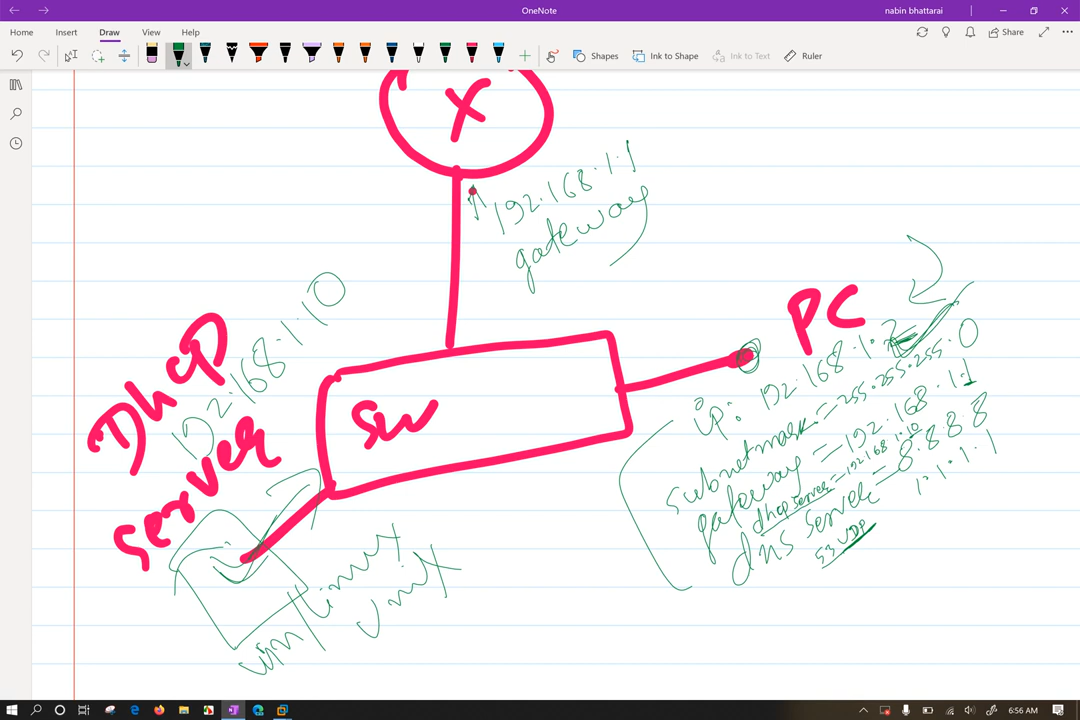 OneNote
nabin bhattarai
Home
Insert
Draw
View
Help
Share
Shapes
Ink to Shape
Ink to Text
Ruler
X
192.168.1.1
gateway
PC
Dhcp
server
192.168.1.10
sw
ip: 192.168.1.
subnetmask = 255.255.255.0
gateway = 192.168.1.1
dhcp server = 192.168.1.10
dns server = 8.8.8.8
1.1.1.1
53 UDP
win/linux
unix
6:56 AM